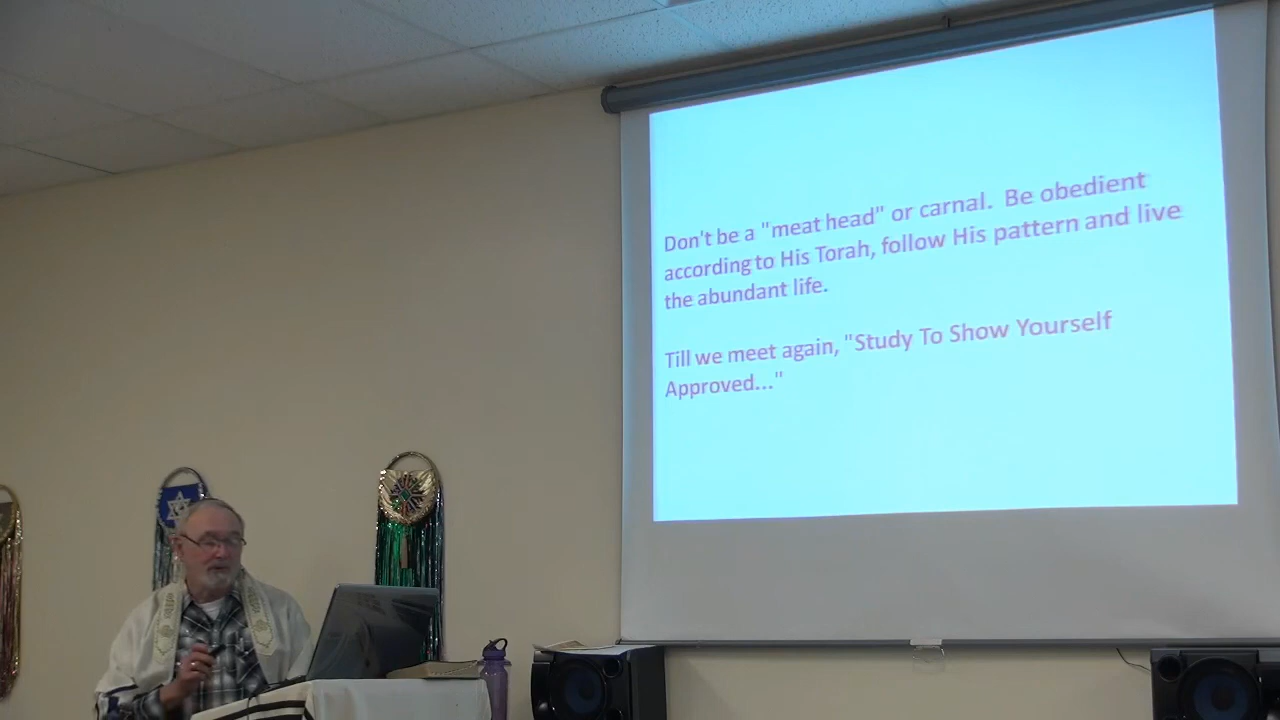 Don't be a "meat head" or carnal. Be obedient
according to His Torah, follow His pattern and live
the abundant life.
Till we meet again, "Study To Show Yourself
Approved..."